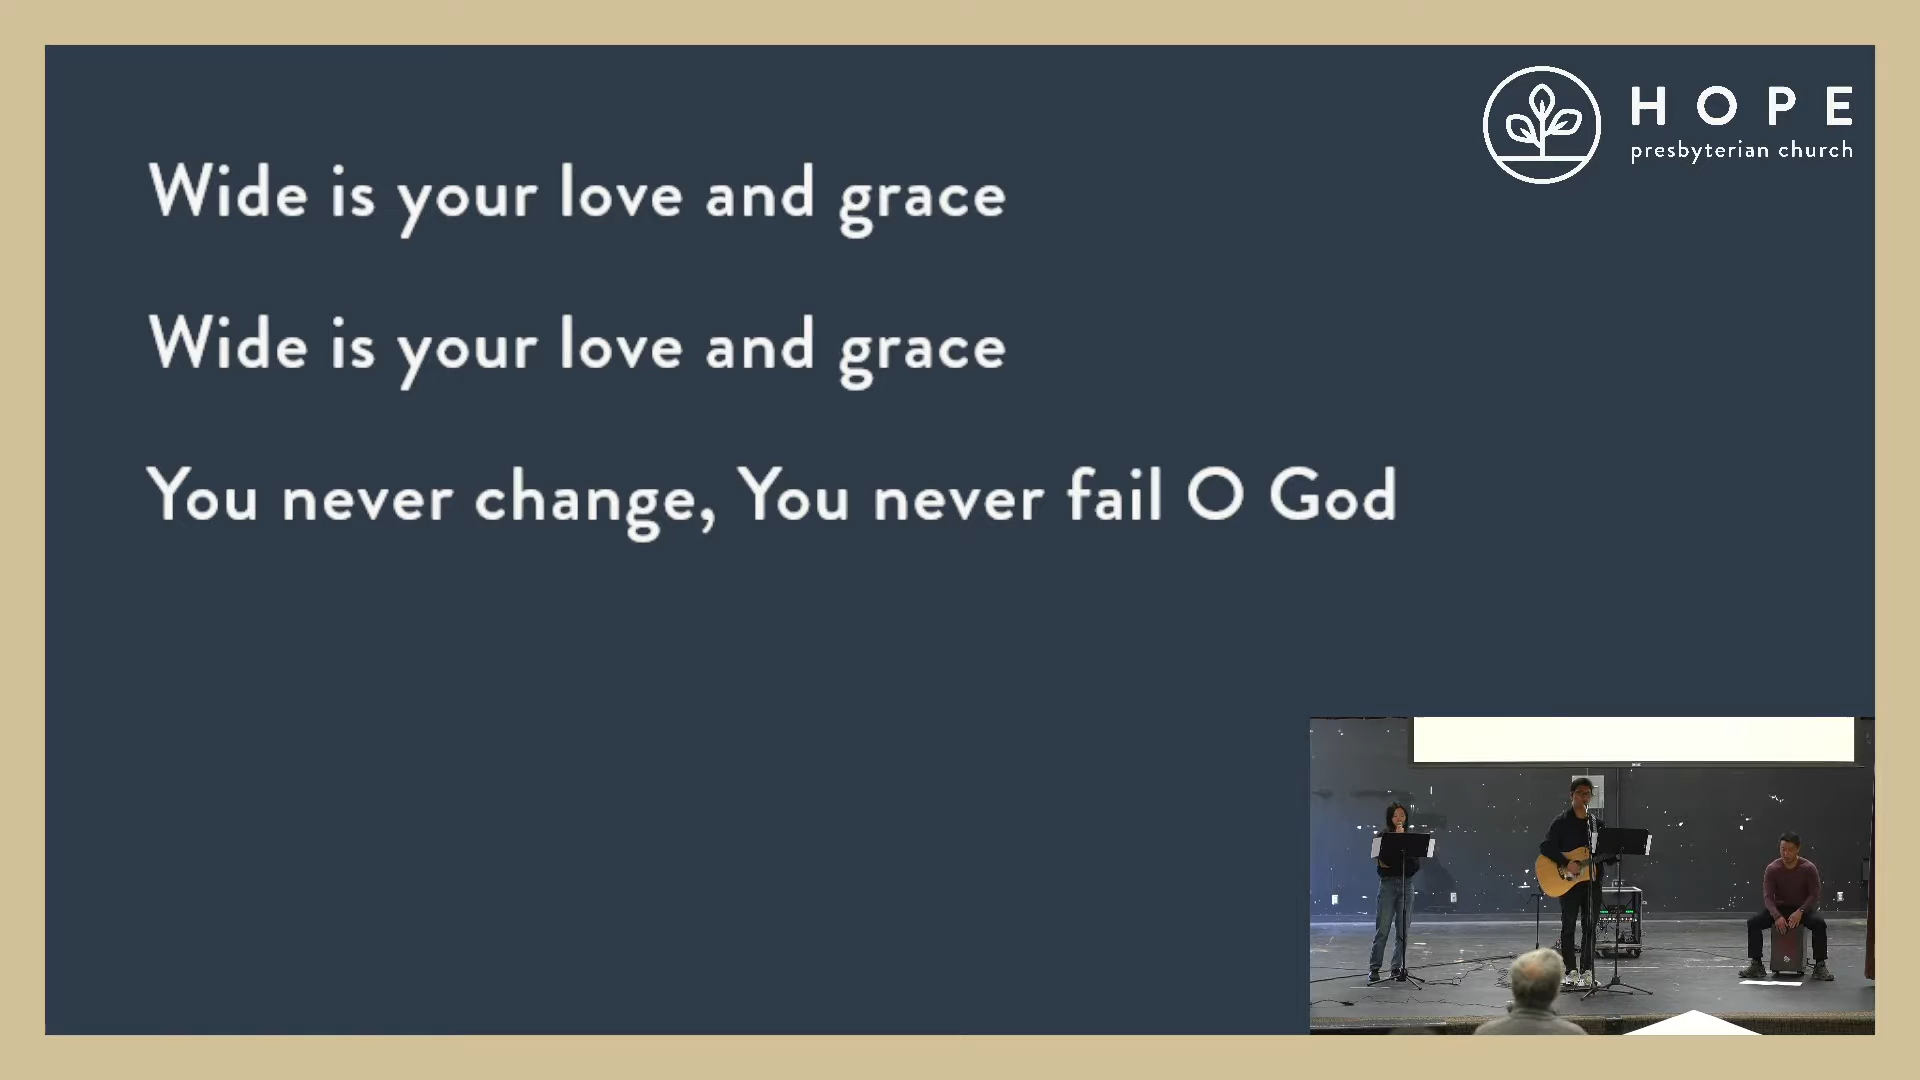 HOPE
presbyterian church
Wide is your love and grace
Wide is your love and grace
You never change, You never fail O God